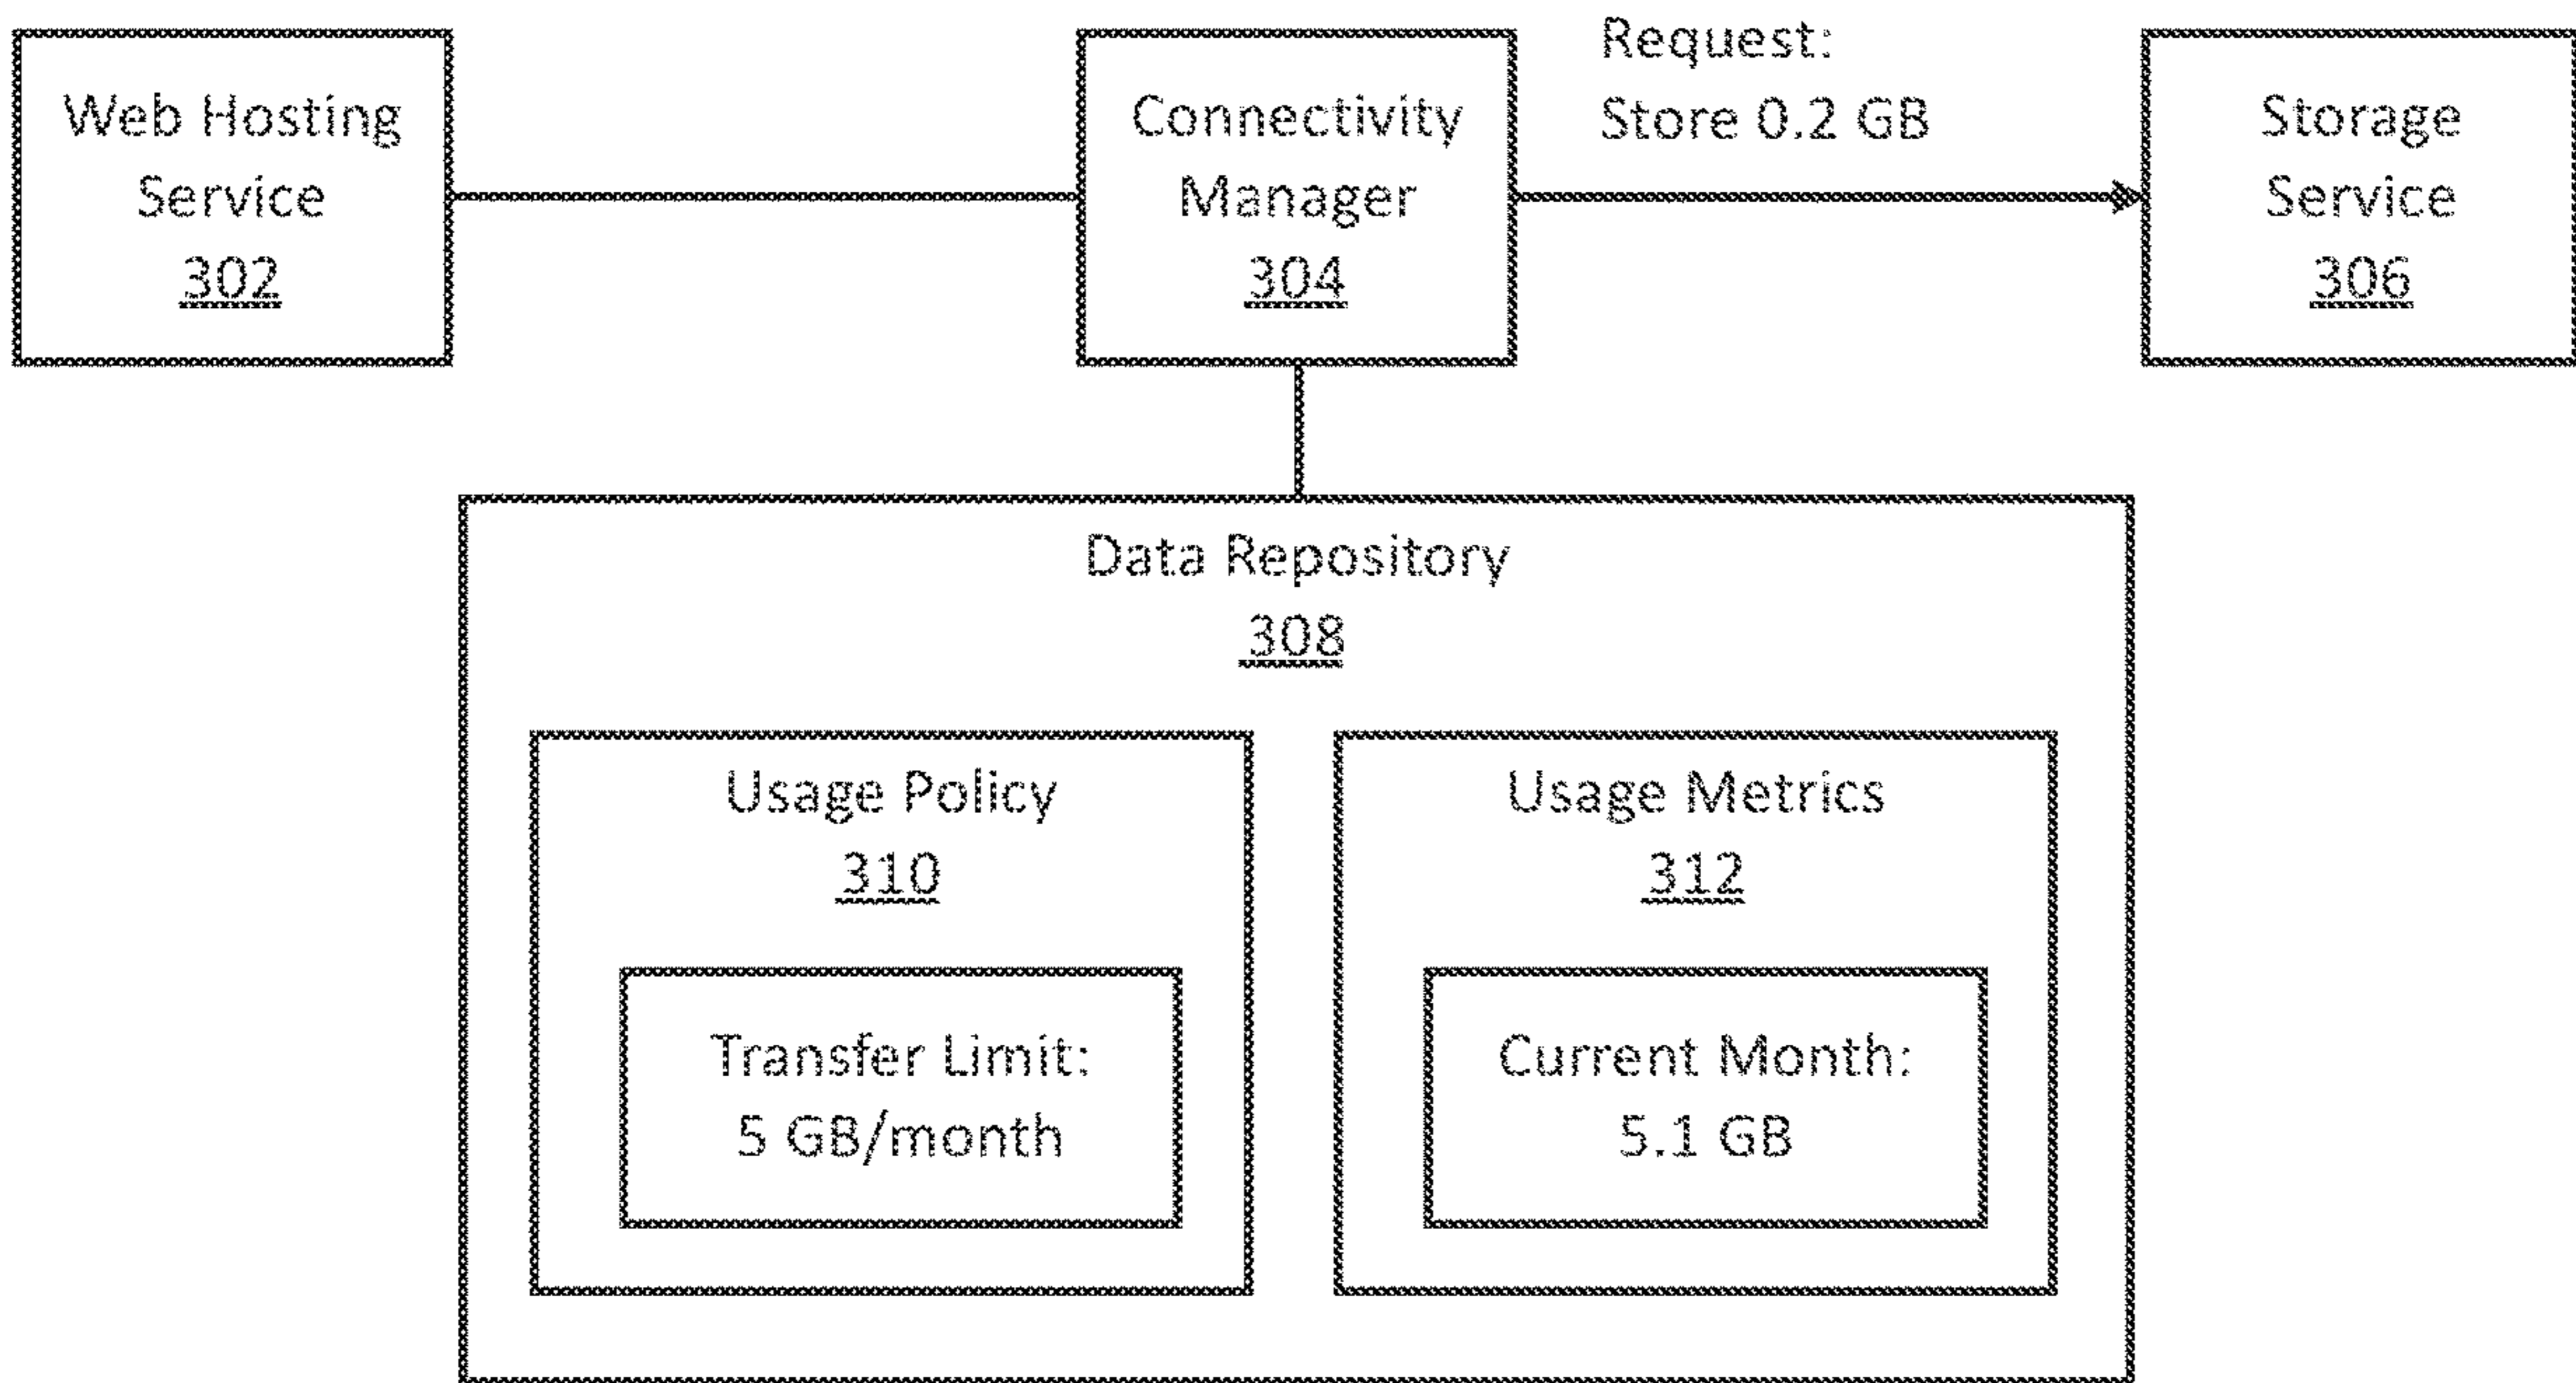 Web Hosting
Service
302
Connectivity
Manager
304
Request:
Store 0.2 GB
Storage
Service
306
Data Repository
308
Usage Policy
310
Transfer Limit:
5 GB/month
Usage Metrics
312
Current Month:
5.1 GB